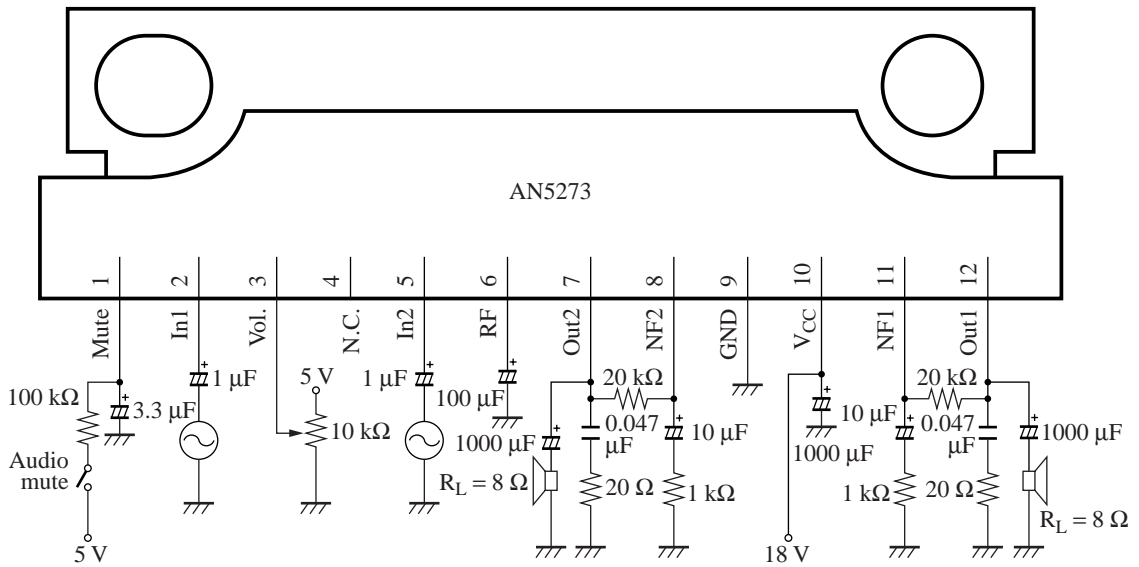 AN5273
1 2 3 4 5 6 7 8 9 10 11 12
Mute In1 Vol. N.C. In2 RF Out2 NF2 GND VCC NF1 Out1
100 kΩ
3.3 µF
Audio
mute
5 V
1 µF
5 V
10 kΩ
1 µF
100 µF
1000 µF
RL = 8 Ω
20 kΩ
0.047
µF
20 Ω
10 µF
1 kΩ
18 V
1000 µF
10 µF
1 kΩ
20 kΩ
0.047
µF
20 Ω
1000 µF
RL = 8 Ω